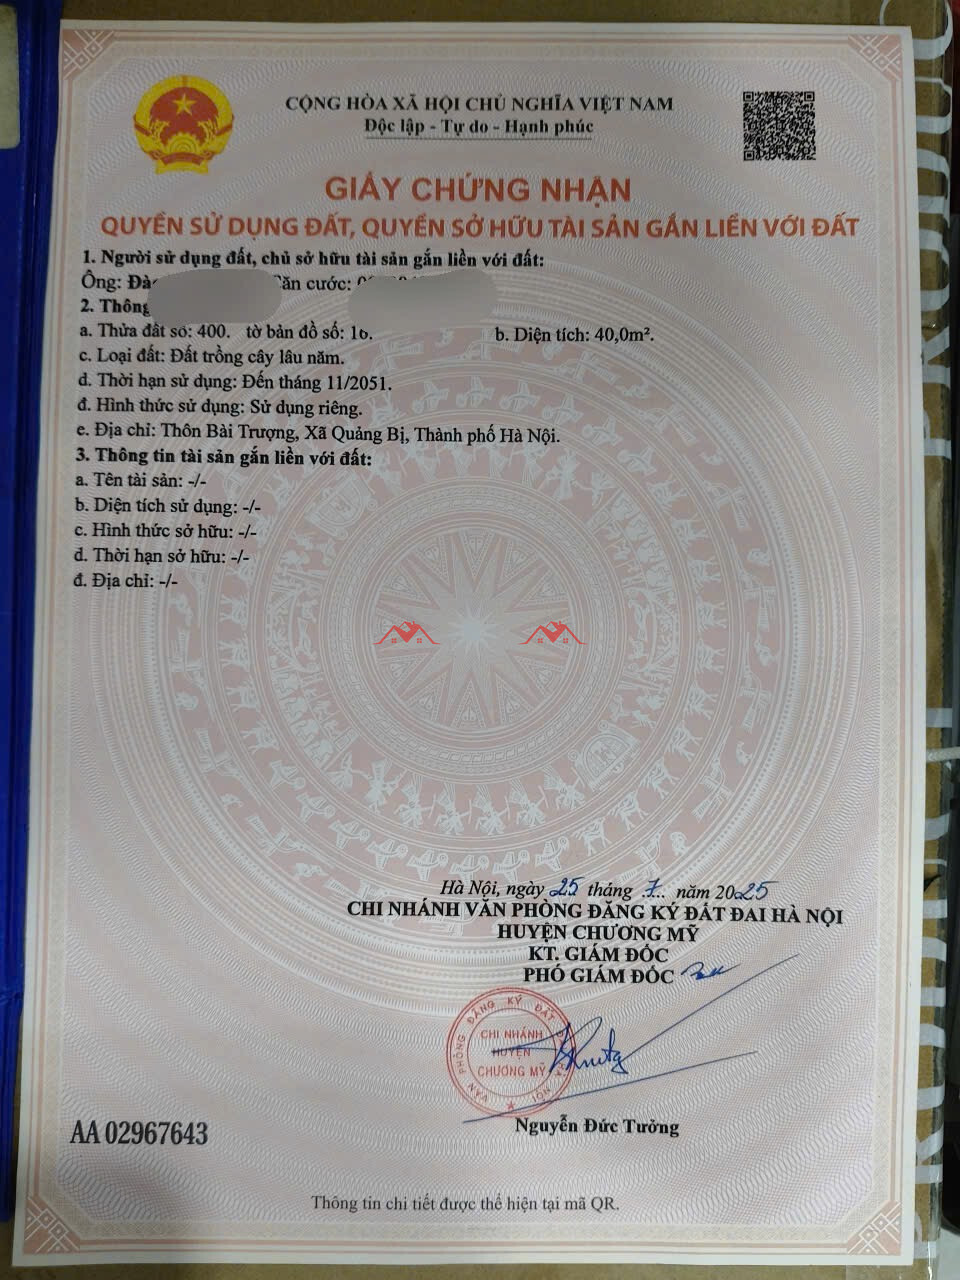 CỘNG HÒA XÃ HỘI CHỦ NGHĨA VIỆT NAM
Độc lập - Tự do - Hạnh phúc
GIẤY CHỨNG NHẬN
QUYỀN SỬ DỤNG ĐẤT, QUYỀN SỞ HỮU TÀI SẢN GẮN LIỀN VỚI ĐẤT
1. Người sử dụng đất, chủ sở hữu tài sản gắn liền với đất:
Ông: Căn cước:
2. Thông
a. Thửa đất số: 400. tờ bản đồ số: 16. b. Diện tích: 40,0m².
c. Loại đất: Đất trồng cây lâu năm.
d. Thời hạn sử dụng: Đến tháng 11/2051.
đ. Hình thức sử dụng: Sử dụng riêng.
e. Địa chỉ: Thôn Bài Trượng, Xã Quảng Bị, Thành phố Hà Nội.
3. Thông tin tài sản gắn liền với đất:
a. Tên tài sản: -/-
b. Diện tích sử dụng: -/-
c. Hình thức sở hữu: -/-
d. Thời hạn sở hữu: -/-
đ. Địa chỉ: -/-
Hà Nội, ngày 25 tháng 7 năm 2025
CHI NHÁNH VĂN PHÒNG ĐĂNG KÝ ĐẤT ĐAI HÀ NỘI
HUYỆN CHƯƠNG MỸ
KT. GIÁM ĐỐC
PHÓ GIÁM ĐỐC
VĂN PHÒNG ĐĂNG KÝ ĐẤT
CHI NHÁNH
HUYỆN
CHƯƠNG MỸ
Nguyễn Đức Tưởng
AA 02967643
Thông tin chi tiết được thể hiện tại mã QR.